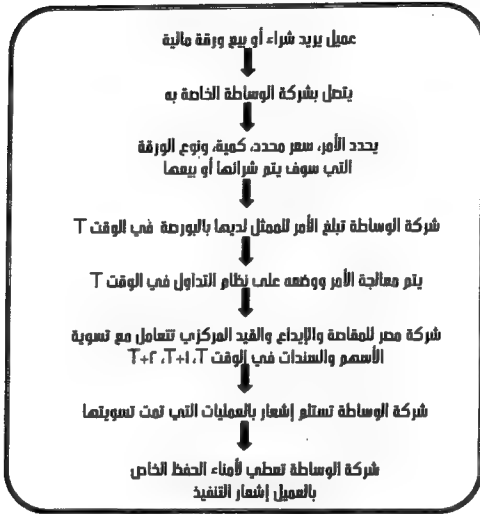 عميل يريد شراء أو بيع ورقة مالية
يتصل بشركة الوساطة الخاصة به
يحدد الأمر، سعر محدد، كمية، ونوع الورقة
التي سوف يتم شرائها أو بيعها
شركة الوساطة تبلغ الأمر للممثل لديها بالبورصة في الوقت T
يتم معالجة الأمر ووضعه على نظام التداول في الوقت T
شركة مصر للمقاصة والإيداع والقيد المركزي تتعامل مع تسوية
الأسهم والسندات في الوقت T، T+١، T+٢
شركة الوساطة تستلم إشعار بالعمليات التي تمت تسويتها
شركة الوساطة تعطي لأمناء الحفظ الخاص
بالعميل إشعار التنفيذ